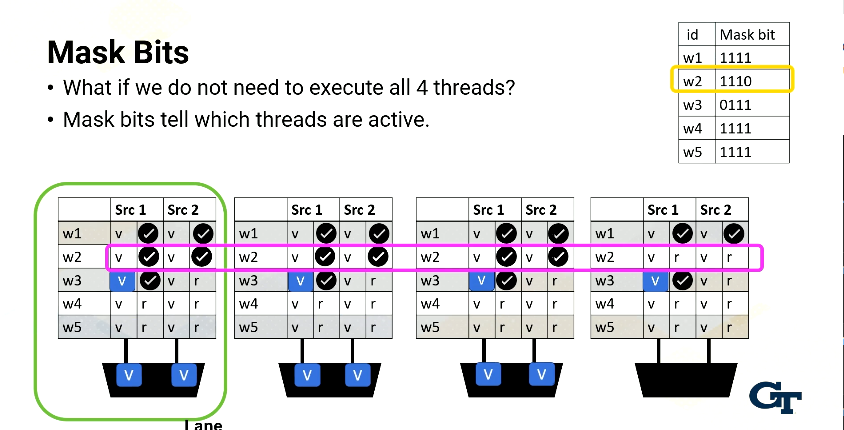 Mask Bits
• What if we do not need to execute all 4 threads?
• Mask bits tell which threads are active.
id Mask bit
w1 1111
w2 1110
w3 0111
w4 1111
w5 1111
Src 1 Src 2
w1 v v
w2 v v
w3 v v r
w4 v r v r
w5 v r v r
V V
Src 1 Src 2
w1 v v
w2 v v
w3 v v r
w4 v r v r
w5 v r v r
V V
Src 1 Src 2
w1 v v
w2 v v
w3 V v r
w4 v r v r
w5 v r v r
V V
Src 1 Src 2
w1 v v
w2 v r v r
w3 v v r
w4 v r v r
w5 v r v r
Lane
GT